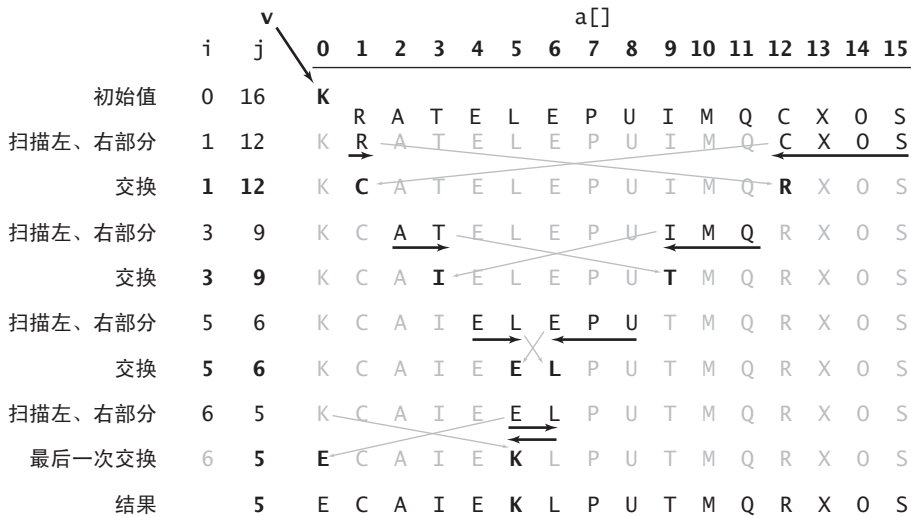 v a[]
i j 0 1 2 3 4 5 6 7 8 9 10 11 12 13 14 15
初始值 0 16 K
R A T E L E P U I M Q C X O S
扫描左、右部分 1 12 K R A T E L E P U I M Q C X O S
交换 1 12 K C A T E L E P U I M Q R X O S
扫描左、右部分 3 9 K C A T E L E P U I M Q R X O S
交换 3 9 K C A I E L E P U T M Q R X O S
扫描左、右部分 5 6 K C A I E L E P U T M Q R X O S
交换 5 6 K C A I E E L P U T M Q R X O S
扫描左、右部分 6 5 K C A I E E L P U T M Q R X O S
最后一次交换 6 5 E C A I E K L P U T M Q R X O S
结果 5 E C A I E K L P U T M Q R X O S